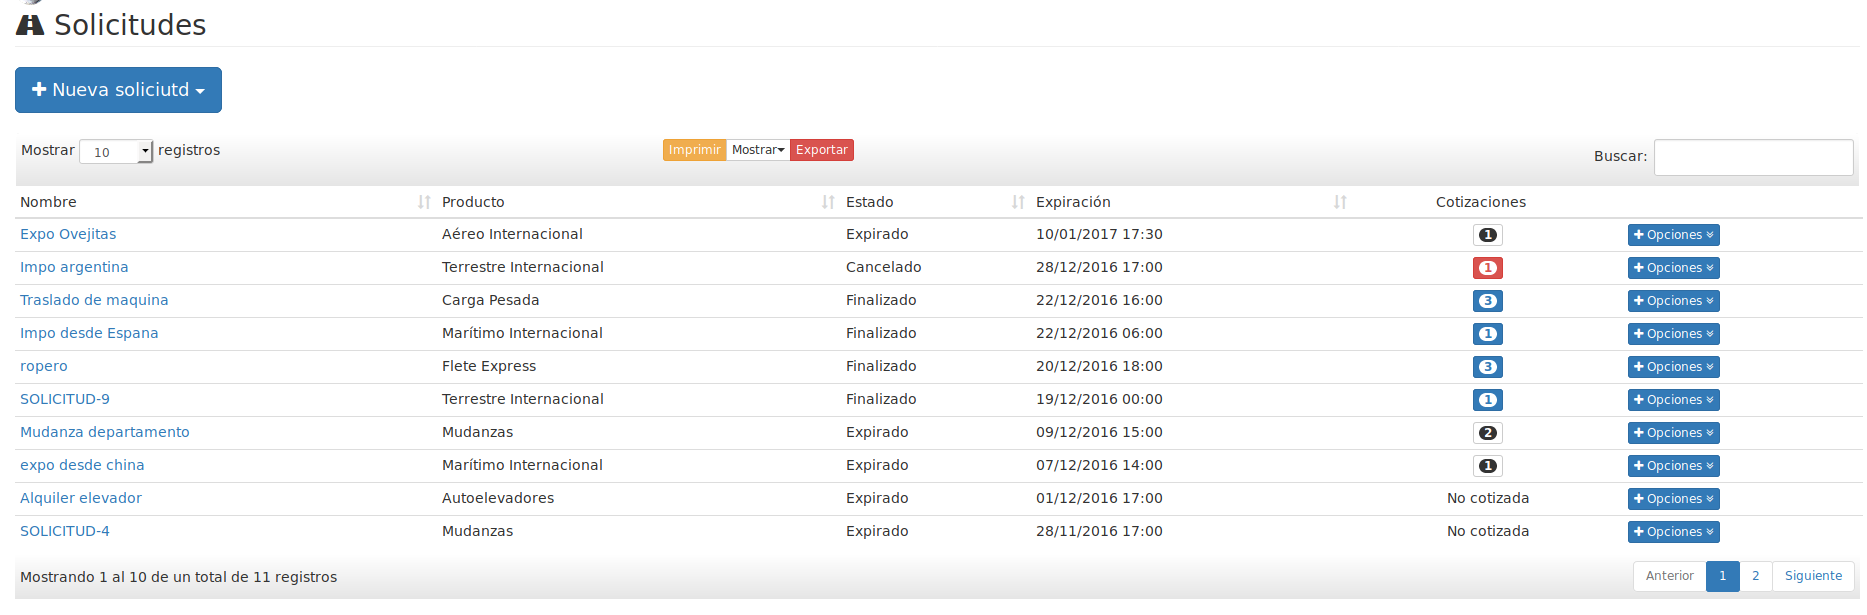 Solicitudes
Nueva soliciutd
Mostrar 10 registros Imprimir Mostrar Exportar Buscar:
Nombre Producto Estado Expiración Cotizaciones
Expo Ovejitas Aéreo Internacional Expirado 10/01/2017 17:30 1 Opciones
Impo argentina Terrestre Internacional Cancelado 28/12/2016 17:00 1 Opciones
Traslado de maquina Carga Pesada Finalizado 22/12/2016 16:00 3 Opciones
Impo desde Espana Marítimo Internacional Finalizado 22/12/2016 06:00 1 Opciones
ropero Flete Express Finalizado 20/12/2016 18:00 3 Opciones
SOLICITUD-9 Terrestre Internacional Finalizado 19/12/2016 00:00 1 Opciones
Mudanza departamento Mudanzas Expirado 09/12/2016 15:00 2 Opciones
expo desde china Marítimo Internacional Expirado 07/12/2016 14:00 1 Opciones
Alquiler elevador Autoelevadores Expirado 01/12/2016 17:00 No cotizada Opciones
SOLICITUD-4 Mudanzas Expirado 28/11/2016 17:00 No cotizada Opciones
Mostrando 1 al 10 de un total de 11 registros Anterior 1 2 Siguiente